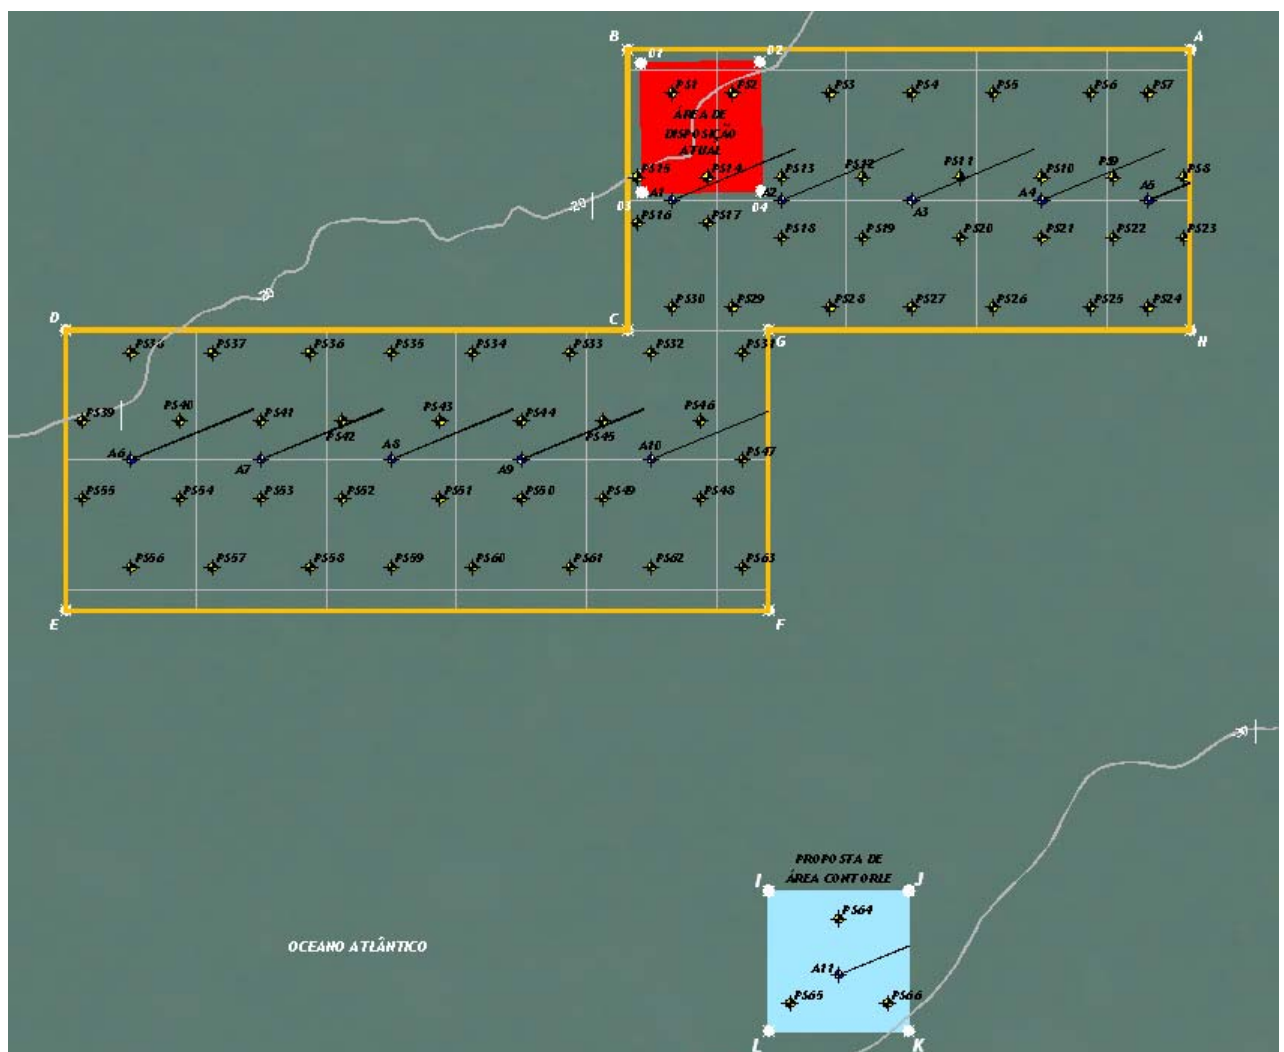 B
A
01
02
PS1
PS2
PS3
PS4
PS5
PS6
PS7
ÁREA DE
DISPOSIÇÃO
ATUAL
PS15
PS14
PS13
PS12
PS11
PS10
PS9
PS8
A1
A2
A3
A4
A5
03
04
-20
PS16
PS17
PS18
PS19
PS20
PS21
PS22
PS23
-20
PS30
PS29
PS28
PS27
PS26
PS25
PS24
D
C
G
H
PS38
PS37
PS36
PS35
PS34
PS33
PS32
PS31
PS39
PS40
PS41
PS42
PS43
PS44
PS45
PS46
A6
A7
A8
A9
A10
PS47
PS55
PS54
PS53
PS52
PS51
PS50
PS49
PS48
PS56
PS57
PS58
PS59
PS60
PS61
PS62
PS63
E
F
-30
PROPOSTA DE
ÁREA CONTORLE
I
J
PS64
OCEANO ATLÂNTICO
A11
PS65
PS66
L
K